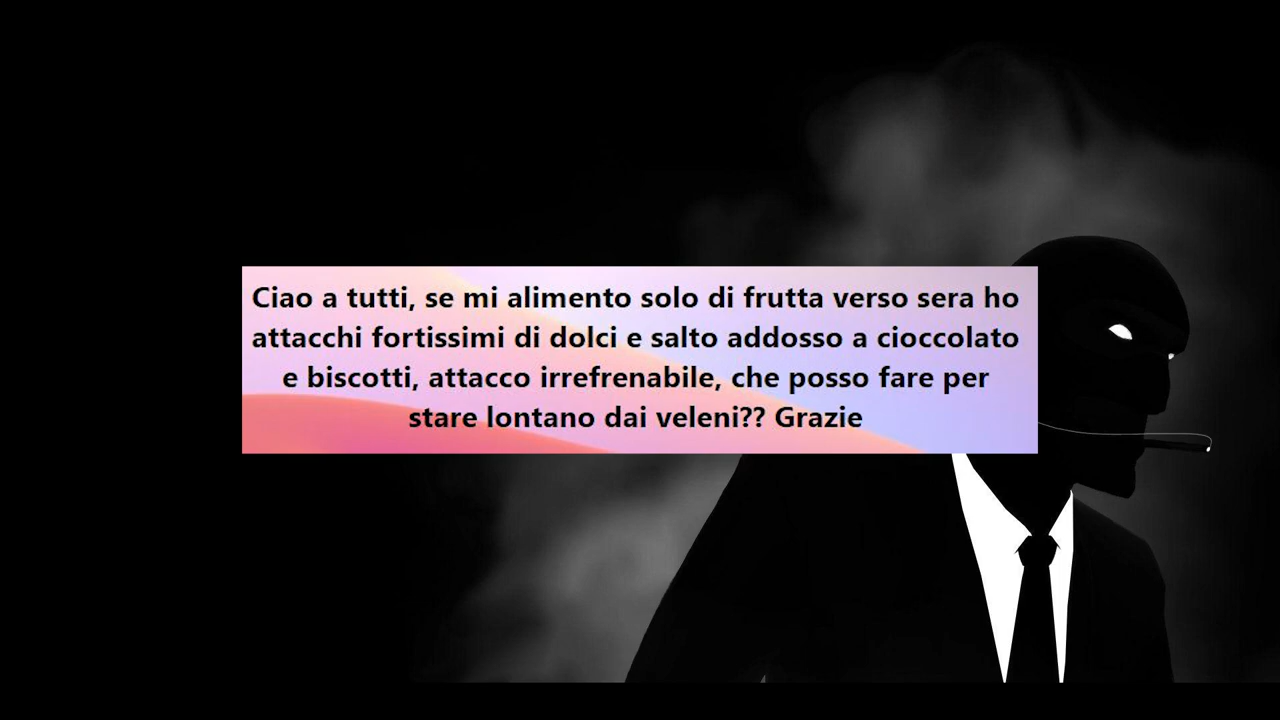 Ciao a tutti, se mi alimento solo di frutta verso sera ho
attacchi fortissimi di dolci e salto addosso a cioccolato
e biscotti, attacco irrefrenabile, che posso fare per
stare lontano dai veleni?? Grazie